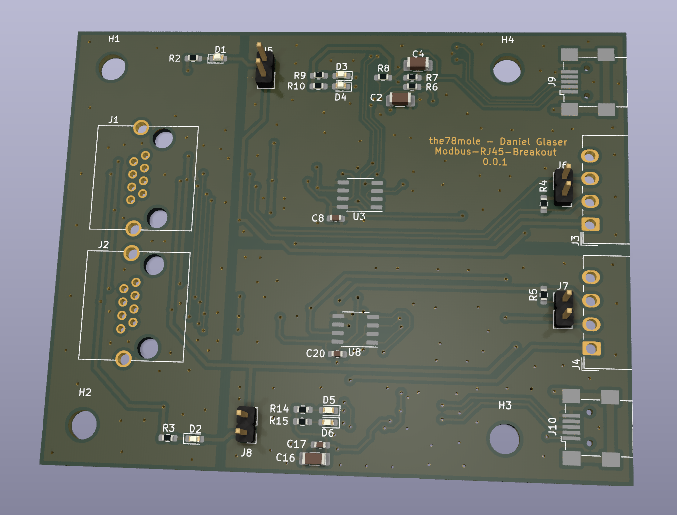 H1
R2
D1
J5
C4
H4
D3
R8
R9
R7
R10
R6
D4
C2
J9
J1
the78mole – Daniel Glaser
Modbus-RJ45-Breakout
0.0.1
J6
R4
C8
U3
J3
J2
J7
R5
U8
C20
J4
H2
D5
R14
H3
R15
J10
R3
D2
D6
C17
J8
C16